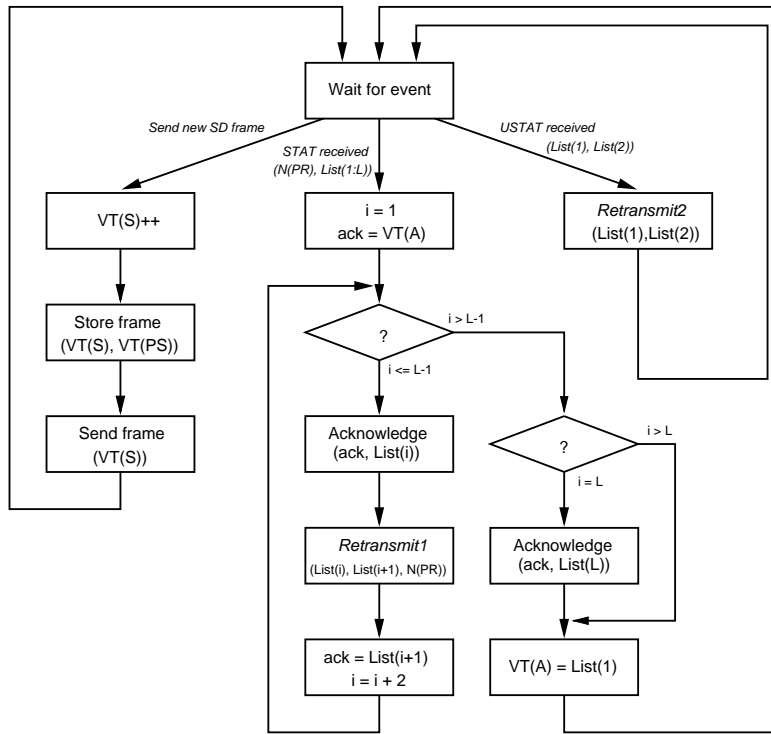 Wait for event
Send new SD frame
STAT received
(N(PR), List(1:L))
USTAT received
(List(1), List(2))
VT(S)++
i = 1
ack = VT(A)
Retransmit2
(List(1),List(2))
Store frame
(VT(S), VT(PS))
?
i > L-1
i <= L-1
Send frame
(VT(S))
Acknowledge
(ack, List(i))
?
i > L
i = L
Retransmit1
(List(i), List(i+1), N(PR))
Acknowledge
(ack, List(L))
ack = List(i+1)
i = i + 2
VT(A) = List(1)